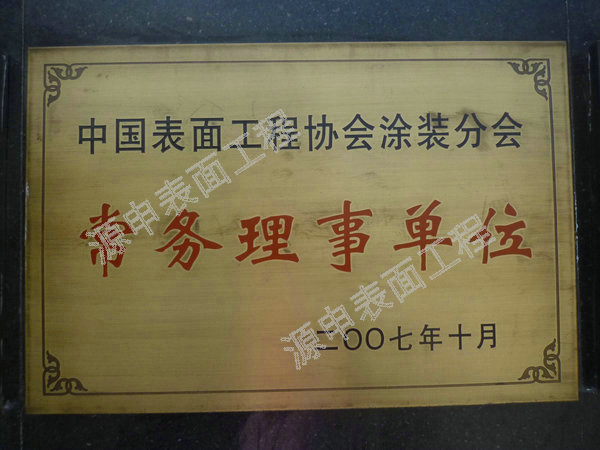 中国表面工程协会涂装分会
常务理事单位
二〇〇七年十月
源申表面工程
源申表面工程